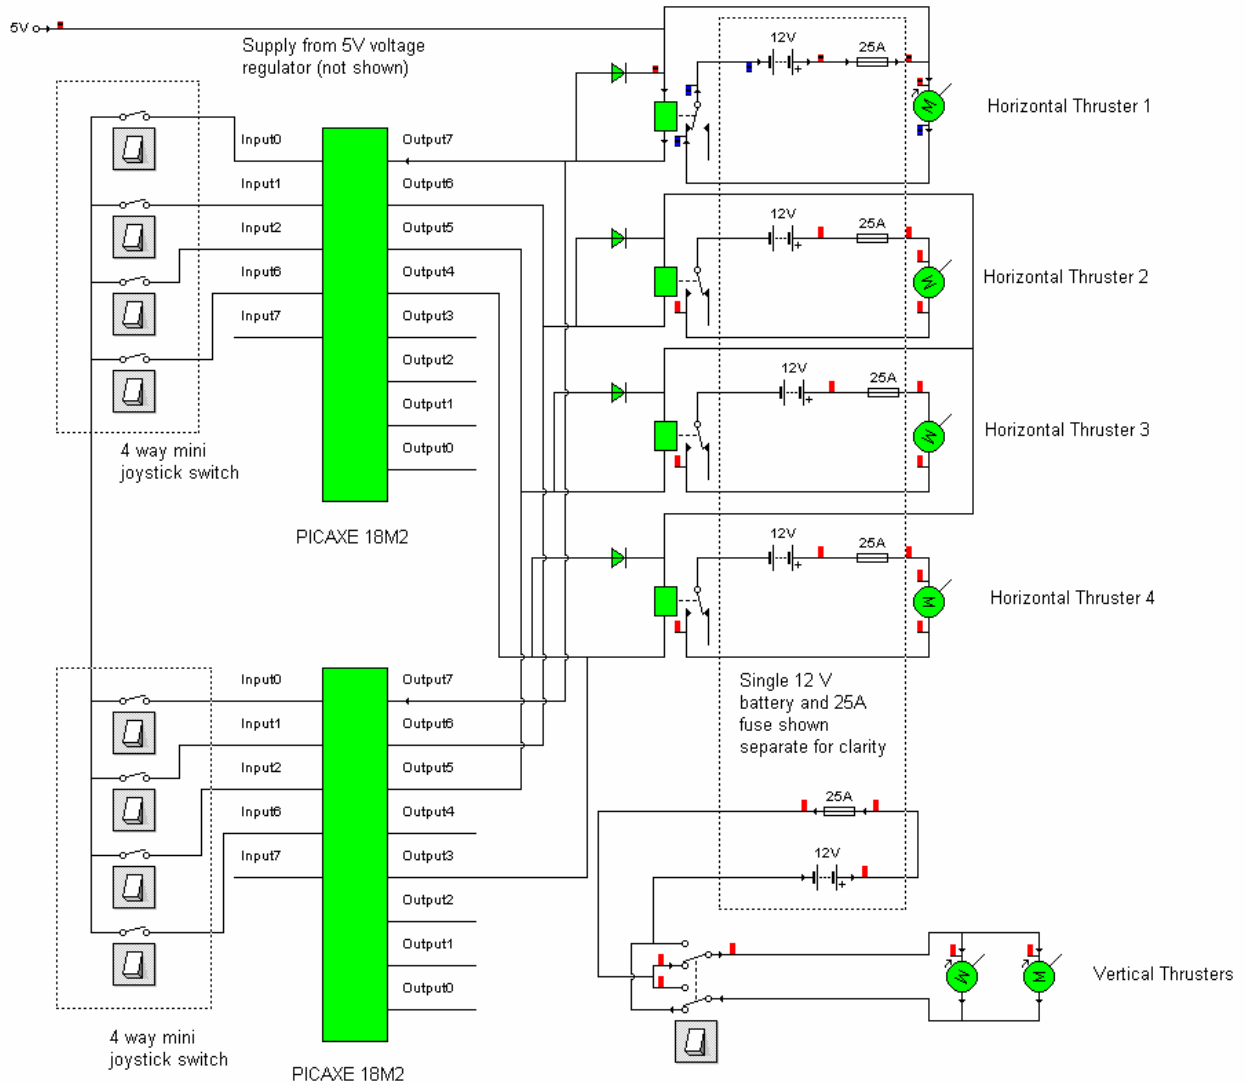 5V
Supply from 5V voltage
regulator (not shown)
12V
25A
Horizontal Thruster 1
Input0
Output7
Input1
Output6
Input2
Output5
Input6
Output4
Input7
Output3
Output2
Output1
Output0
12V
25A
Horizontal Thruster 2
12V
25A
Horizontal Thruster 3
4 way mini
joystick switch
PICAXE 18M2
12V
25A
Horizontal Thruster 4
Input0
Output7
Input1
Output6
Input2
Output5
Input6
Output4
Input7
Output3
Output2
Output1
Output0
Single 12 V
battery and 25A
fuse shown
separate for clarity
25A
12V
M
M
M
M
M
M
Vertical Thrusters
4 way mini
joystick switch
PICAXE 18M2